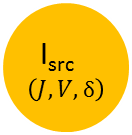 I_src
(J, V, δ)